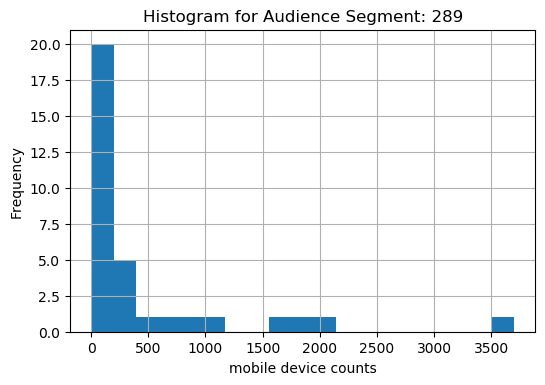 Histogram for Audience Segment: 289
20.0
17.5
15.0
12.5
10.0
7.5
5.0
2.5
0.0
Frequency
0 500 1000 1500 2000 2500 3000 3500
mobile device counts